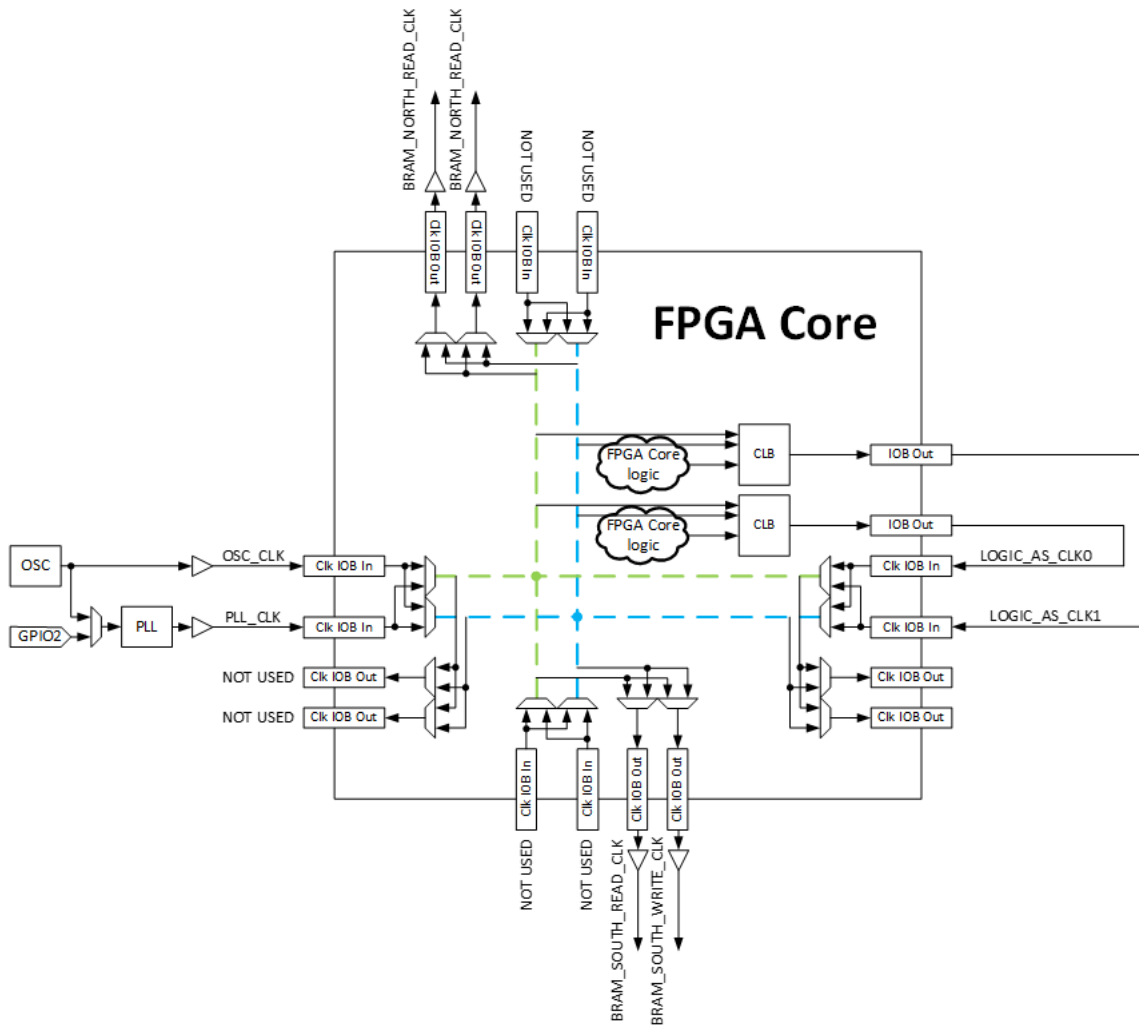 BRAM_NORTH_READ_CLK
BRAM_NORTH_READ_CLK
NOT USED
NOT USED
Clk IOB Out
Clk IOB Out
Clk IOB In
Clk IOB In
FPGA Core
FPGA Core
logic
CLB
IOB Out
FPGA Core
logic
CLB
IOB Out
OSC
OSC_CLK
Clk IOB In
Clk IOB In
LOGIC_AS_CLK0
GPIO2
PLL
PLL_CLK
Clk IOB In
Clk IOB In
LOGIC_AS_CLK1
NOT USED
Clk IOB Out
Clk IOB Out
NOT USED
Clk IOB Out
Clk IOB Out
Clk IOB In
Clk IOB In
Clk IOB Out
Clk IOB Out
NOT USED
NOT USED
BRAM_SOUTH_READ_CLK
BRAM_SOUTH_WRITE_CLK